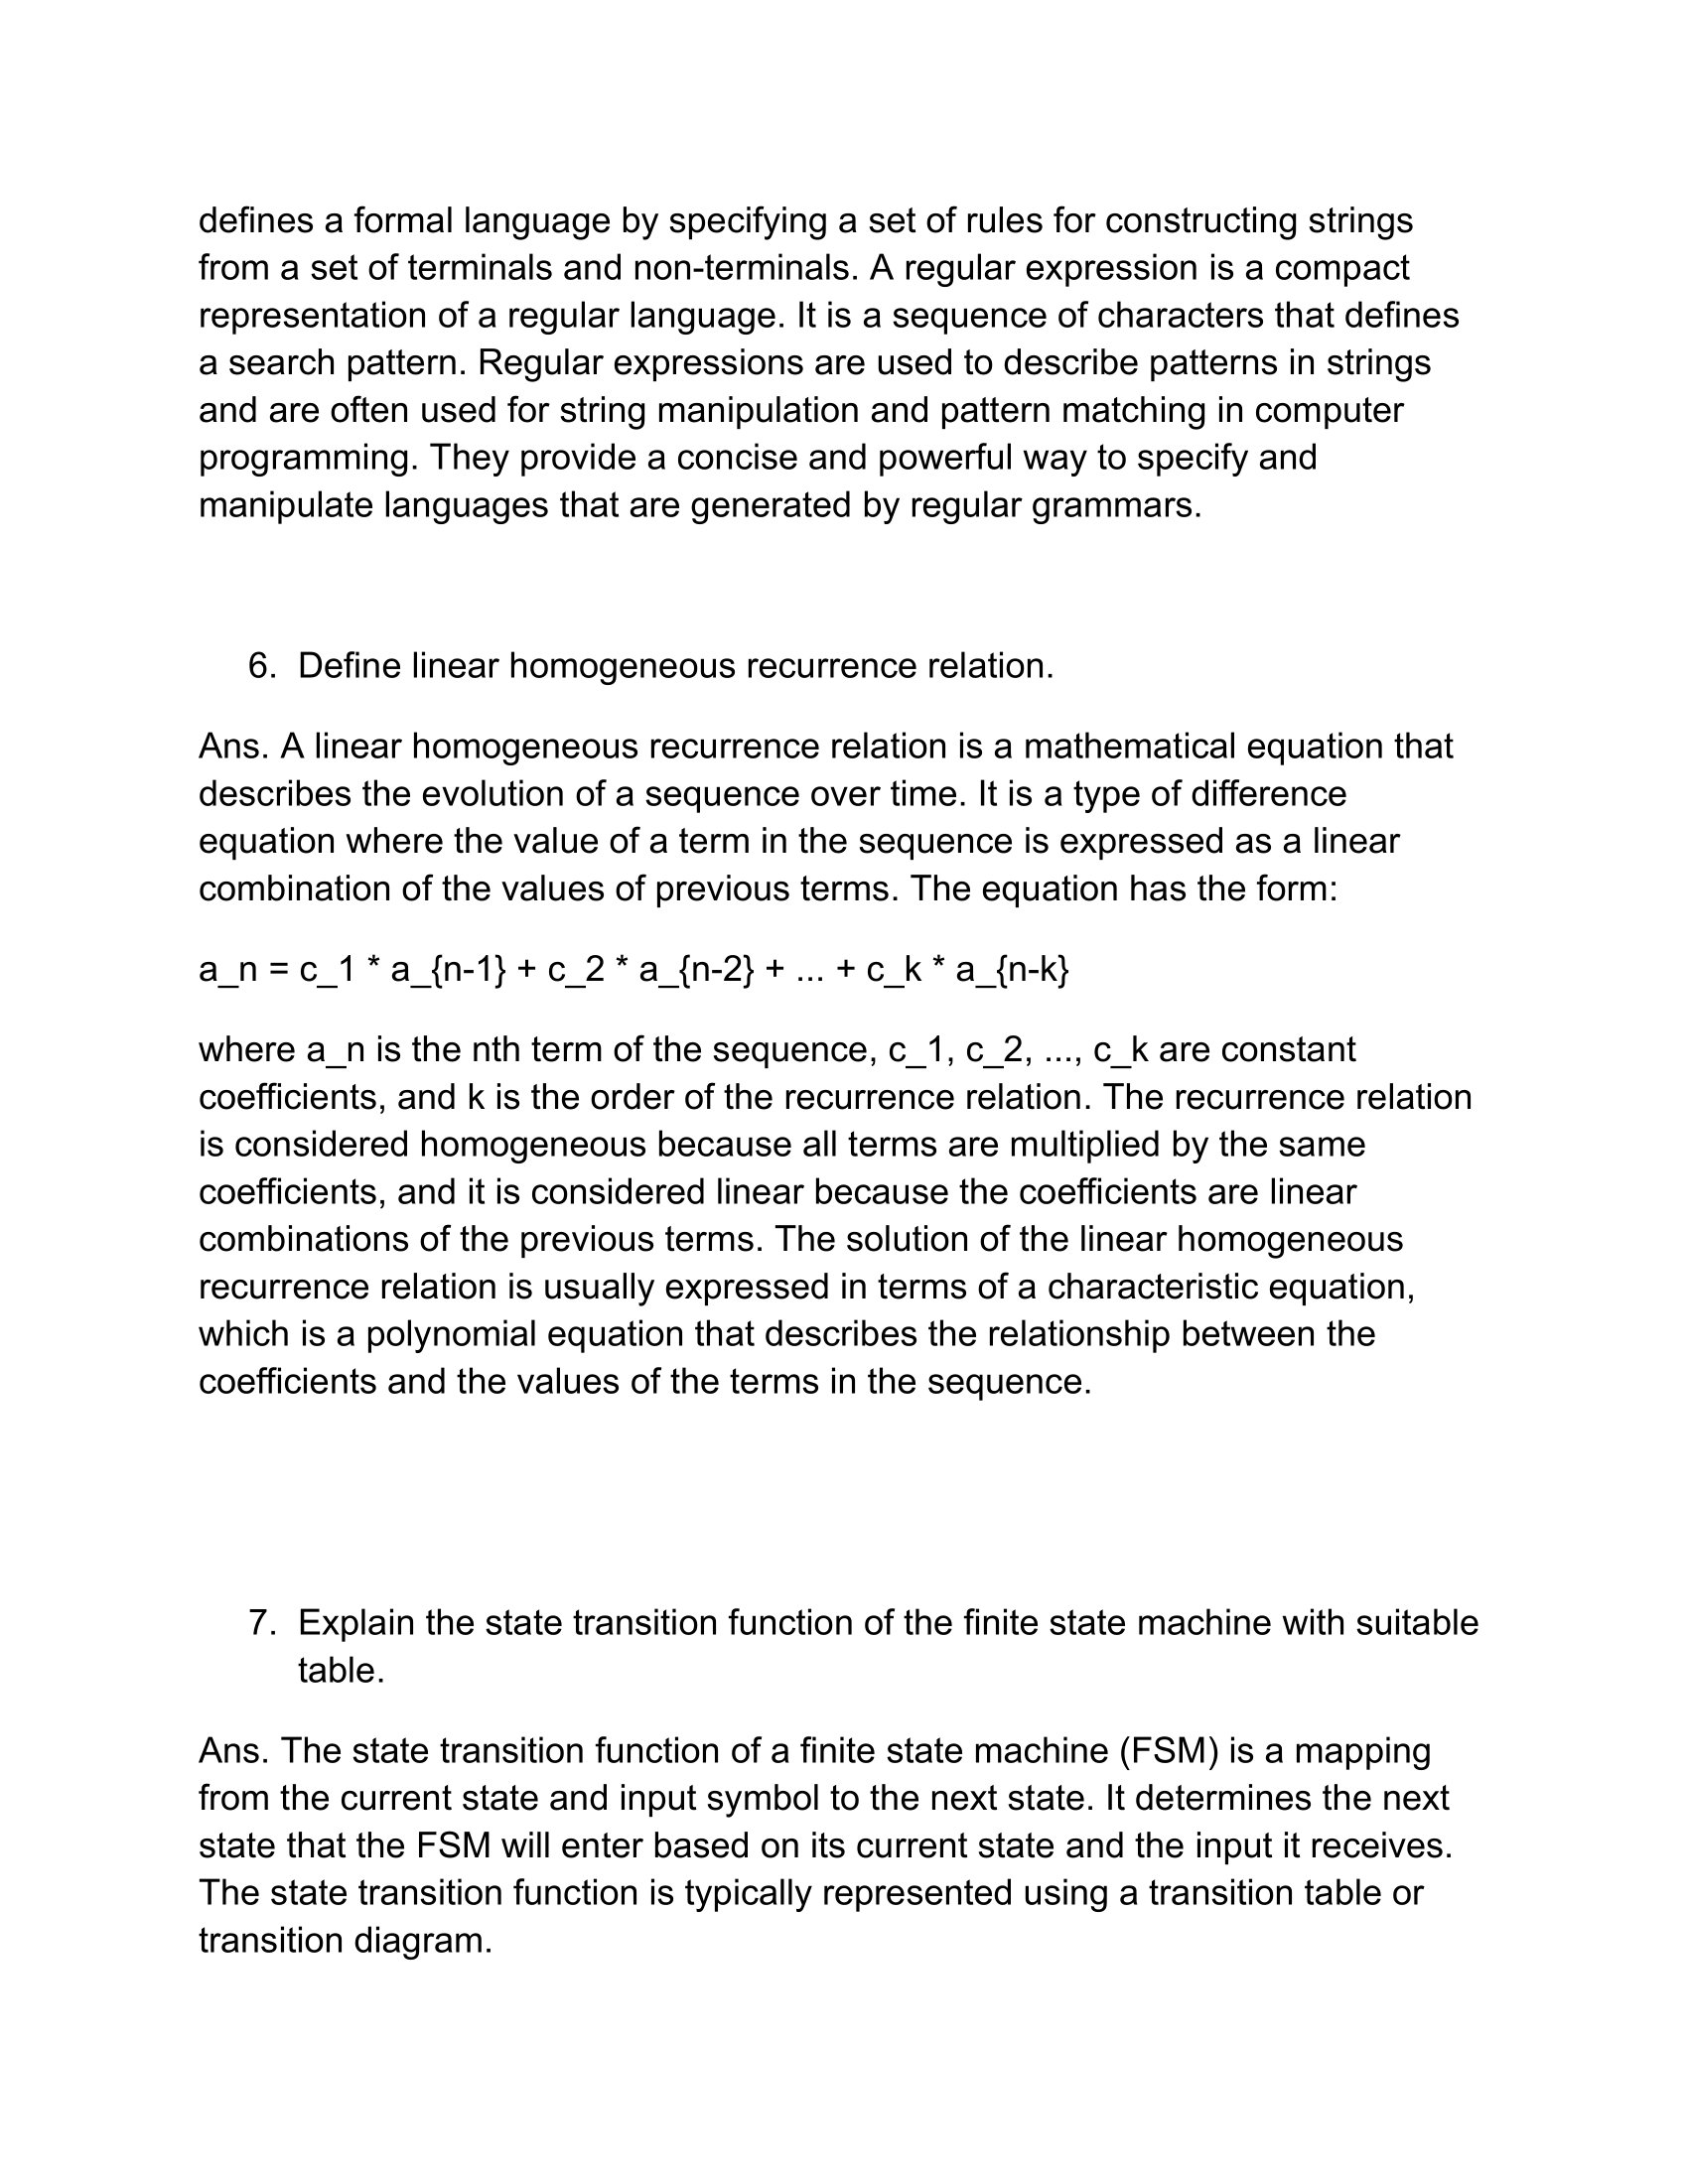 defines a formal language by specifying a set of rules for constructing strings
from a set of terminals and non-terminals. A regular expression is a compact
representation of a regular language. It is a sequence of characters that defines
a search pattern. Regular expressions are used to describe patterns in strings
and are often used for string manipulation and pattern matching in computer
programming. They provide a concise and powerful way to specify and
manipulate languages that are generated by regular grammars.
6. Define linear homogeneous recurrence relation.
Ans. A linear homogeneous recurrence relation is a mathematical equation that
describes the evolution of a sequence over time. It is a type of difference
equation where the value of a term in the sequence is expressed as a linear
combination of the values of previous terms. The equation has the form:
a_n = c_1 * a_{n-1} + c_2 * a_{n-2} + ... + c_k * a_{n-k}
where a_n is the nth term of the sequence, c_1, c_2, ..., c_k are constant
coefficients, and k is the order of the recurrence relation. The recurrence relation
is considered homogeneous because all terms are multiplied by the same
coefficients, and it is considered linear because the coefficients are linear
combinations of the previous terms. The solution of the linear homogeneous
recurrence relation is usually expressed in terms of a characteristic equation,
which is a polynomial equation that describes the relationship between the
coefficients and the values of the terms in the sequence.
7. Explain the state transition function of the finite state machine with suitable
table.
Ans. The state transition function of a finite state machine (FSM) is a mapping
from the current state and input symbol to the next state. It determines the next
state that the FSM will enter based on its current state and the input it receives.
The state transition function is typically represented using a transition table or
transition diagram.